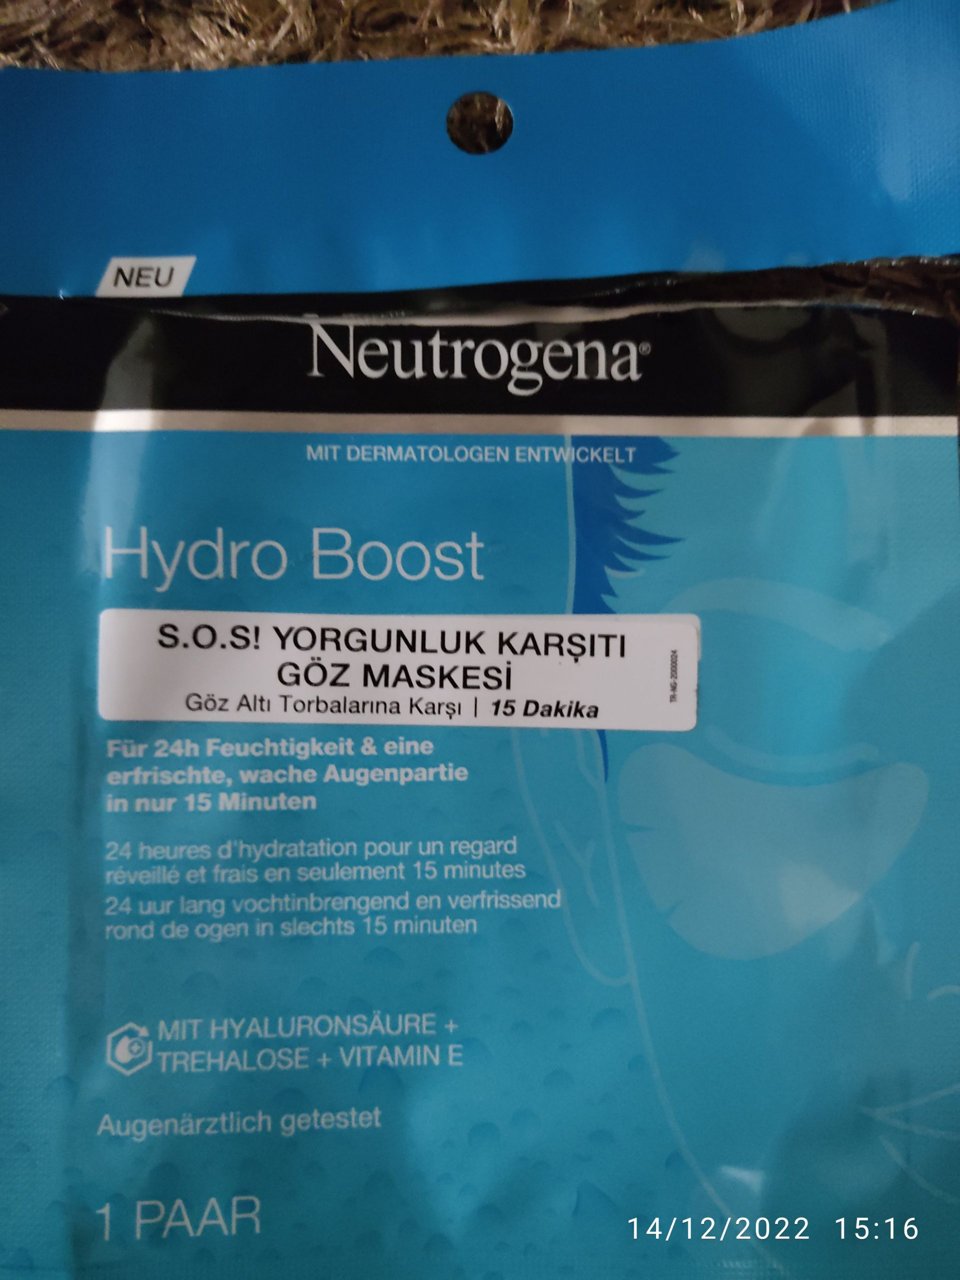 NEU
Neutrogena®
MIT DERMATOLOGEN ENTWICKELT
Hydro Boost
S.O.S! YORGUNLUK KARŞITI
GÖZ MASKESİ
Göz Altı Torbalarına Karşı | 15 Dakika
TR-NG-2000024
Für 24h Feuchtigkeit & eine
erfrischte, wache Augenpartie
in nur 15 Minuten
24 heures d'hydratation pour un regard
réveillé et frais en seulement 15 minutes
24 uur lang vochtinbrengend en verfrissend
rond de ogen in slechts 15 minuten
MIT HYALURONSÄURE +
TREHALOSE + VITAMIN E
Augenärztlich getestet
1 PAAR
14/12/2022 15:16